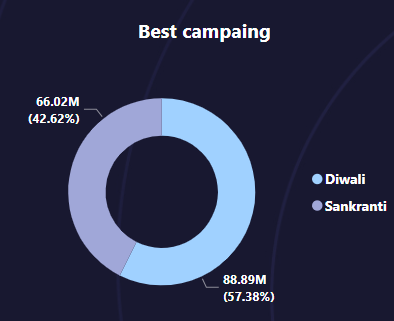 Best campaing
66.02M
(42.62%)
Diwali
Sankranti
88.89M
(57.38%)